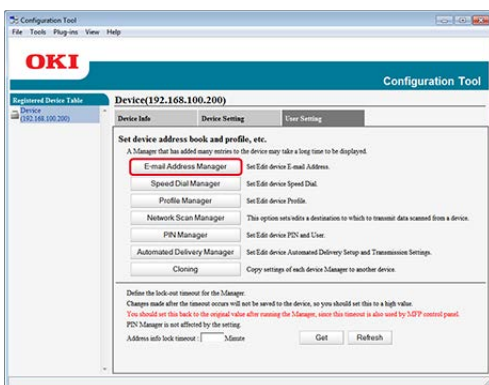 Configuration Tool
File Tools Plug-ins View Help
OKI
Configuration Tool
Registered Device Table
Device
(192.168.100.200)
Device(192.168.100.200)
Device Info Device Setting User Setting
Set device address book and profile, etc.
A Manager that has added many entries to the device may take a long time to be displayed.
E-mail Address Manager Set/Edit device E-mail Address.
Speed Dial Manager Set/Edit device Speed Dial.
Profile Manager Set/Edit device Profile.
Network Scan Manager This option sets/edits a destination to which to transmit data scanned from a device.
PIN Manager Set/Edit device PIN and User.
Automated Delivery Manager Set/Edit device Automated Delivery Setup and Transmission Settings.
Cloning Copy settings of each device Manager to another device.
Define the lock-out timeout for the Manager.
Changes made after the timeout occurs will not be saved to the device, so you should set this to a high value.
You should set this back to the original value after running the Manager, since this timeout is also used by MFP control panel.
PIN Manager is not affected by the setting.
Address info lock timeout : Minute Get Refresh